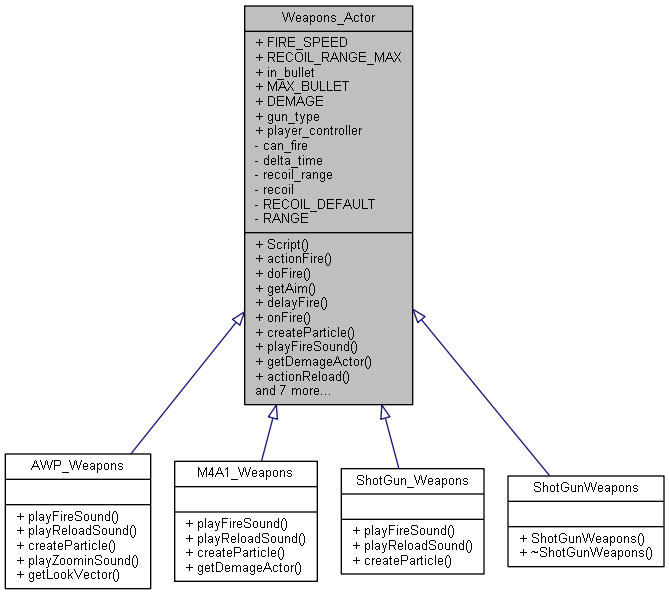 Weapons_Actor
+ FIRE_SPEED
+ RECOIL_RANGE_MAX
+ in_bullet
+ MAX_BULLET
+ DEMAGE
+ gun_type
+ player_controller
- can_fire
- delta_time
- recoil_range
- recoil
- RECOIL_DEFAULT
- RANGE
+ Script()
+ actionFire()
+ doFire()
+ getAim()
+ delayFire()
+ onFire()
+ createParticle()
+ playFireSound()
+ getDemageActor()
+ actionReload()
and 7 more...
AWP_Weapons
+ playFireSound()
+ playReloadSound()
+ createParticle()
+ playZoominSound()
+ getLookVector()
M4A1_Weapons
+ playFireSound()
+ playReloadSound()
+ createParticle()
+ getDemageActor()
ShotGun_Weapons
+ playFireSound()
+ playReloadSound()
+ createParticle()
ShotGunWeapons
+ ShotGunWeapons()
+ ~ShotGunWeapons()